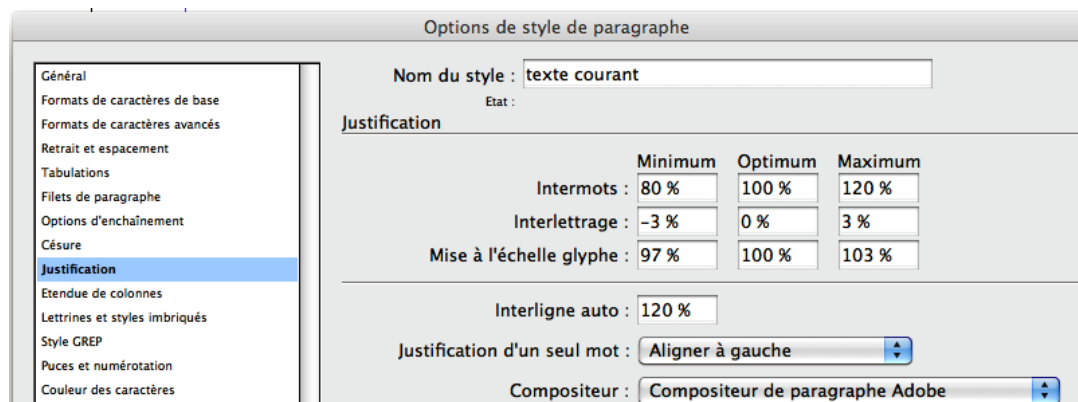 Options de style de paragraphe
Général
Formats de caractères de base
Formats de caractères avancés
Retrait et espacement
Tabulations
Filets de paragraphe
Options d'enchaînement
Césure
Justification
Etendue de colonnes
Lettrines et styles imbriqués
Style GREP
Puces et numérotation
Couleur des caractères
Nom du style : texte courant
Etat :
Justification
Minimum Optimum Maximum
Intermots : 80 % 100 % 120 %
Interlettrage : -3 % 0 % 3 %
Mise à l'échelle glyphe : 97 % 100 % 103 %
Interligne auto : 120 %
Justification d'un seul mot : Aligner à gauche
Compositeur : Compositeur de paragraphe Adobe